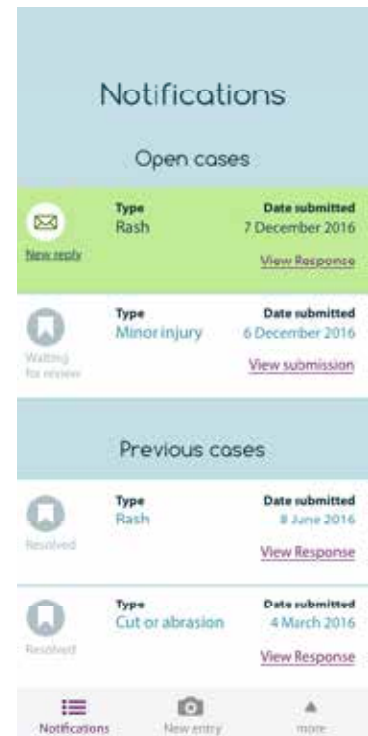 Notifications
Open cases
Type Date submitted
Rash 7 December 2016
New reply View Response
Type Date submitted
Minor injury 6 December 2016
Waiting View submission
for review
Previous cases
Type Date submitted
Rash 8 June 2016
Resolved View Response
Type Date submitted
Cut or abrasion 4 March 2016
Resolved View Response
Notifications New entry more